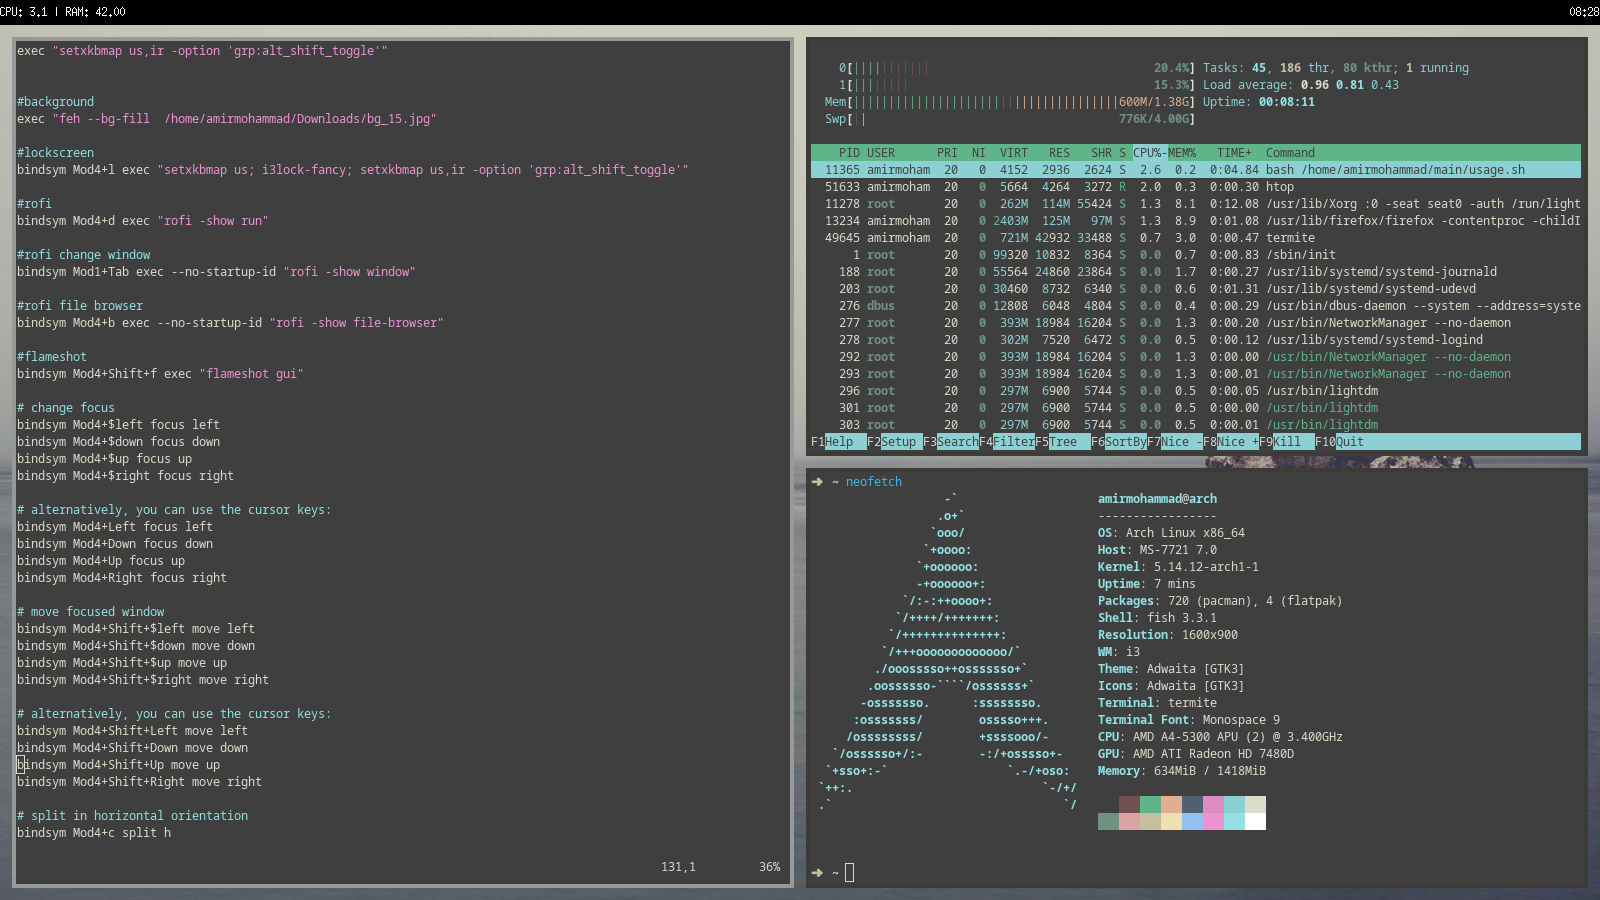 CPU: 3.1 | RAM: 42.00
08:28
exec "setxkbmap us,ir -option 'grp:alt_shift_toggle'"
#background
exec "feh --bg-fill  /home/amirmohammad/Downloads/bg_15.jpg"
#lockscreen
bindsym Mod4+l exec "setxkbmap us; i3lock-fancy; setxkbmap us,ir -option 'grp:alt_shift_toggle'"
#rofi
bindsym Mod4+d exec "rofi -show run"
#rofi change window
bindsym Mod1+Tab exec --no-startup-id "rofi -show window"
#rofi file browser
bindsym Mod4+b exec --no-startup-id "rofi -show file-browser"
#flameshot
bindsym Mod4+Shift+f exec "flameshot gui"
# change focus
bindsym Mod4+$left focus left
bindsym Mod4+$down focus down
bindsym Mod4+$up focus up
bindsym Mod4+$right focus right
# alternatively, you can use the cursor keys:
bindsym Mod4+Left focus left
bindsym Mod4+Down focus down
bindsym Mod4+Up focus up
bindsym Mod4+Right focus right
# move focused window
bindsym Mod4+Shift+$left move left
bindsym Mod4+Shift+$down move down
bindsym Mod4+Shift+$up move up
bindsym Mod4+Shift+$right move right
# alternatively, you can use the cursor keys:
bindsym Mod4+Shift+Left move left
bindsym Mod4+Shift+Down move down
bindsym Mod4+Shift+Up move up
bindsym Mod4+Shift+Right move right
# split in horizontal orientation
bindsym Mod4+c split h
131,1 36%
0[||||||||||| 20.4%] Tasks: 45, 186 thr, 80 kthr; 1 running
1[|||||||| 15.3%] Load average: 0.96 0.81 0.43
Mem[||||||||||||||||||||||||||||||||||||||600M/1.38G] Uptime: 00:08:11
Swp[|| 776K/4.00G]
PID USER PRI NI VIRT RES SHR S CPU%-MEM% TIME+ Command
11365 amirmoham 20 0 4152 2936 2624 S 2.6 0.2 0:04.84 bash /home/amirmohammad/main/usage.sh
51633 amirmoham 20 0 5664 4264 3272 R 2.0 0.3 0:00.30 htop
11278 root 20 0 262M 114M 55424 S 1.3 8.1 0:12.08 /usr/lib/Xorg :0 -seat seat0 -auth /run/light
13234 amirmoham 20 0 2403M 125M 97M S 1.3 8.9 0:01.08 /usr/lib/firefox/firefox -contentproc -childI
49645 amirmoham 20 0 721M 42932 33488 S 0.7 3.0 0:00.47 termite
1 root 20 0 99320 10832 8364 S 0.0 0.7 0:00.83 /sbin/init
188 root 20 0 55564 24860 23864 S 0.0 1.7 0:00.27 /usr/lib/systemd/systemd-journald
203 root 20 0 30460 8732 6340 S 0.0 0.6 0:01.31 /usr/lib/systemd/systemd-udevd
276 dbus 20 0 12808 6048 4804 S 0.0 0.4 0:00.29 /usr/bin/dbus-daemon --system --address=syste
277 root 20 0 393M 18984 16204 S 0.0 1.3 0:00.20 /usr/bin/NetworkManager --no-daemon
278 root 20 0 302M 7520 6472 S 0.0 0.5 0:00.12 /usr/lib/systemd/systemd-logind
292 root 20 0 393M 18984 16204 S 0.0 1.3 0:00.00 /usr/bin/NetworkManager --no-daemon
293 root 20 0 393M 18984 16204 S 0.0 1.3 0:00.01 /usr/bin/NetworkManager --no-daemon
296 root 20 0 297M 6900 5744 S 0.0 0.5 0:00.05 /usr/bin/lightdm
301 root 20 0 297M 6900 5744 S 0.0 0.5 0:00.00 /usr/bin/lightdm
303 root 20 0 297M 6900 5744 S 0.0 0.5 0:00.01 /usr/bin/lightdm
F1Help F2Setup F3SearchF4FilterF5Tree F6SortByF7Nice -F8Nice +F9Kill F10Quit
➜ ~ neofetch
-` amirmohammad@arch
.o+` -----------------
`ooo/ OS: Arch Linux x86_64
`+oooo: Host: MS-7721 7.0
`+oooooo: Kernel: 5.14.12-arch1-1
-+oooooo+: Uptime: 7 mins
`/:-:++oooo+: Packages: 720 (pacman), 4 (flatpak)
`/++++/+++++++: Shell: fish 3.3.1
`/++++++++++++++: Resolution: 1600x900
`/+++ooooooooooooo/` WM: i3
./ooosssso++osssssso+` Theme: Adwaita [GTK3]
.oossssso-````/ossssss+` Icons: Adwaita [GTK3]
-osssssso. :ssssssso. Terminal: termite
:osssssss/ osssso+++. Terminal Font: Monospace 9
/ossssssss/ +ssssooo/- CPU: AMD A4-5300 APU (2) @ 3.400GHz
`/ossssso+/:- -:/+osssso+- GPU: AMD ATI Radeon HD 7480D
`+sso+:-` `.-/+oso: Memory: 634MiB / 1418MiB
`++:. `-/+/
.` `/
➜ ~